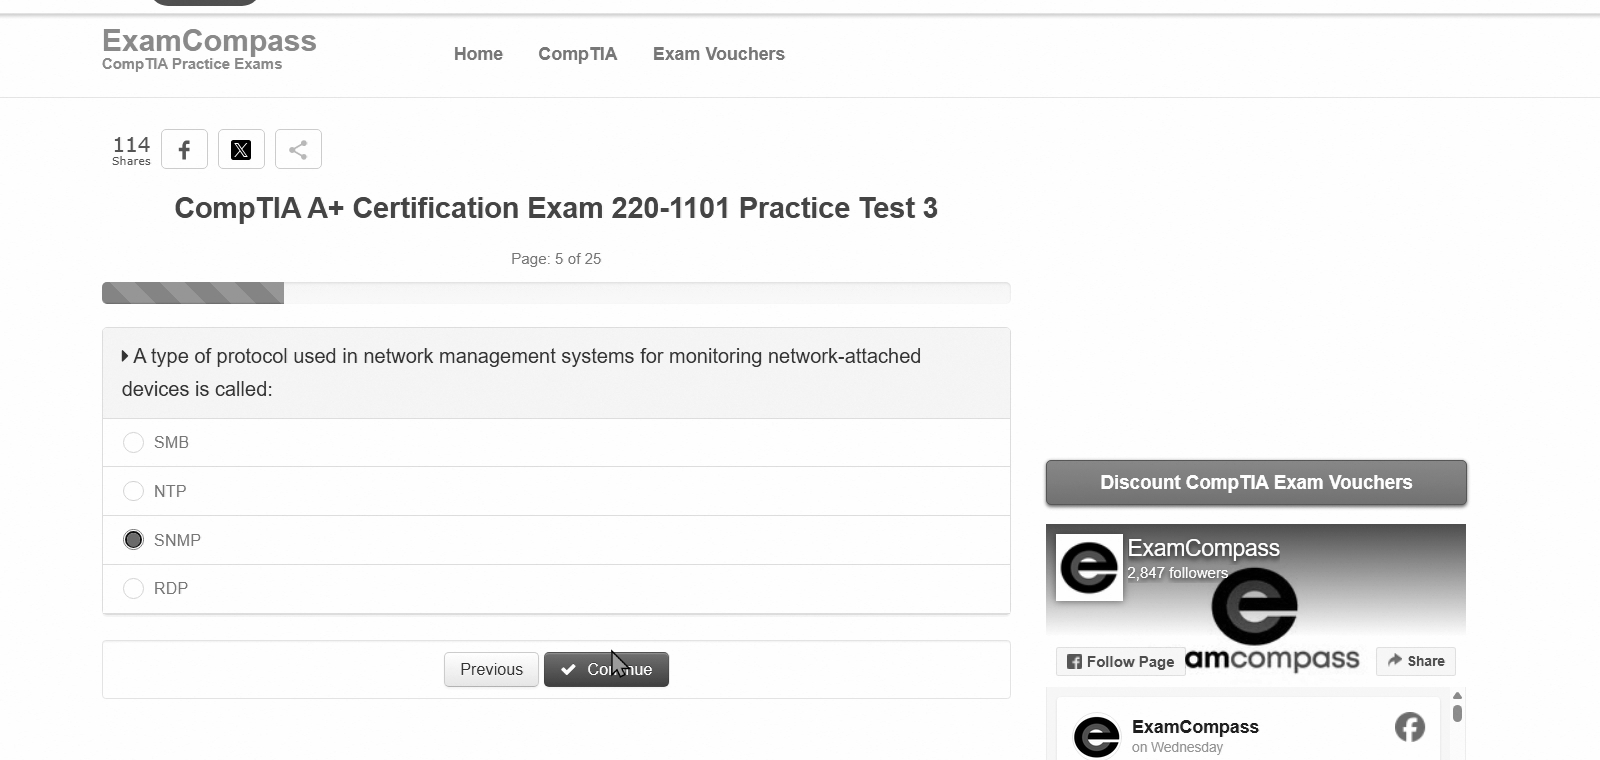 ExamCompass
CompTIA Practice Exams
Home
CompTIA
Exam Vouchers
114
Shares
CompTIA A+ Certification Exam 220-1101 Practice Test 3
Page: 5 of 25
A type of protocol used in network management systems for monitoring network-attached
devices is called:
SMB
NTP
SNMP
RDP
Previous
Continue
Discount CompTIA Exam Vouchers
ExamCompass
2,847 followers
Follow Page
amcompass
Share
ExamCompass
on Wednesday